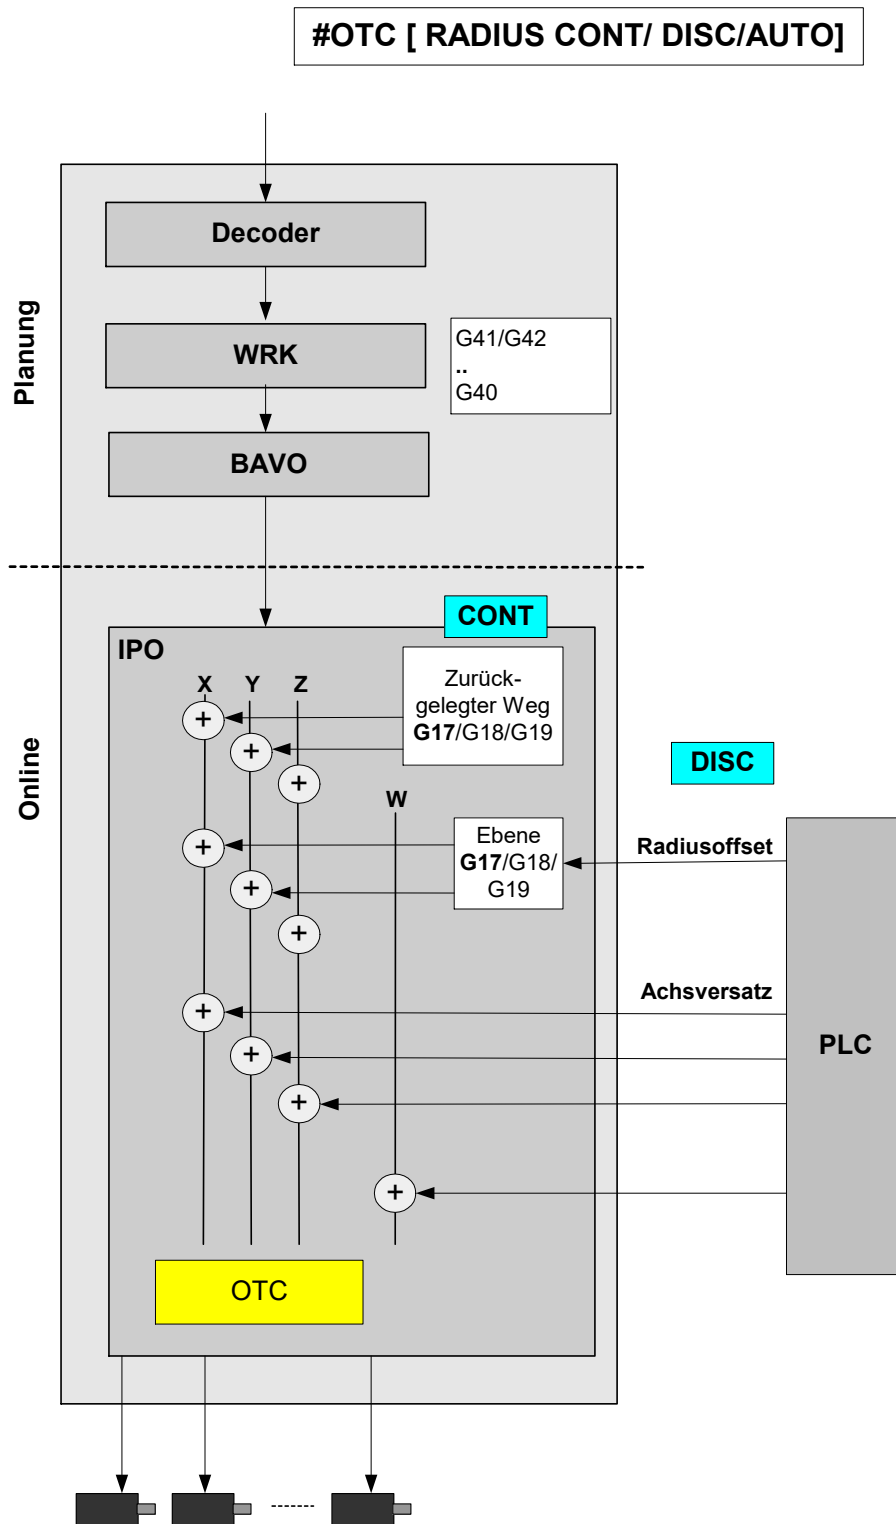 #OTC [ RADIUS CONT/ DISC/AUTO]
Planung
Decoder
WRK
G41/G42
..
G40
BAVO
Online
CONT
IPO
X Y Z
Zurück-
gelegter Weg
G17/G18/G19
+
+
+
DISC
W
Ebene
G17/G18/
G19
Radiusoffset
+
+
+
Achsversatz
+
+
+
PLC
+
OTC